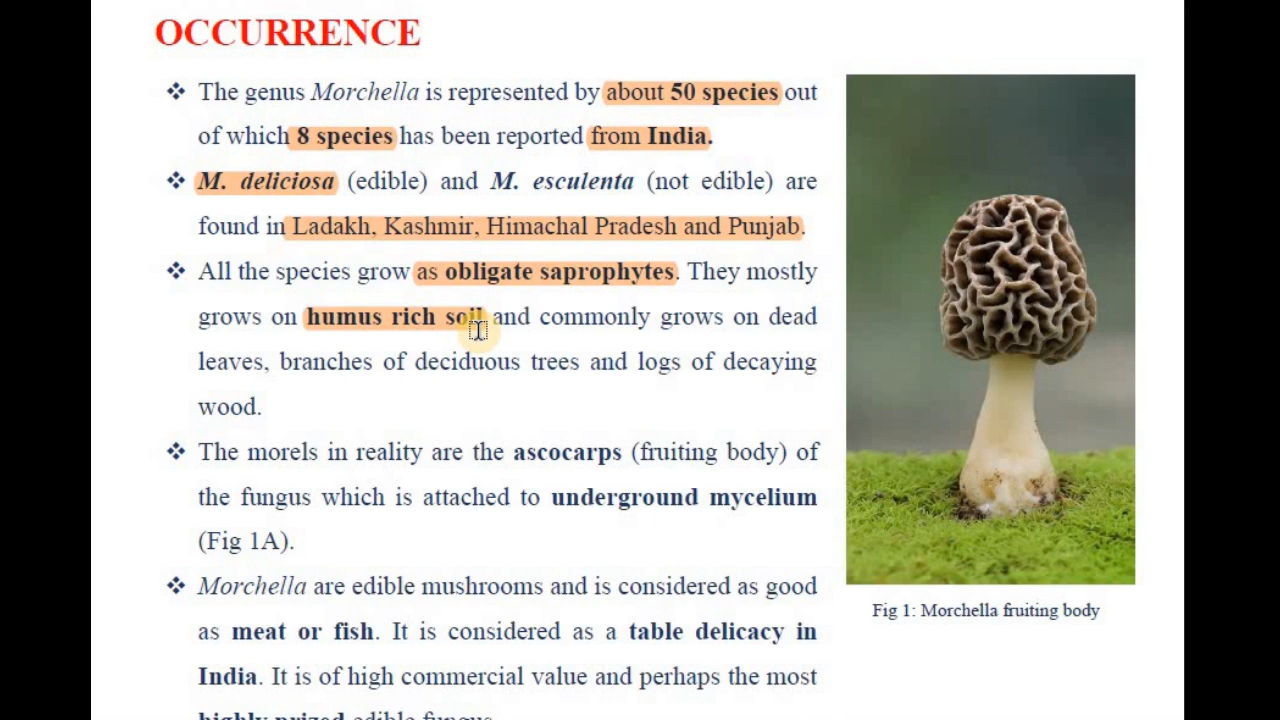 OCCURRENCE
❖ The genus Morchella is represented by about 50 species out
of which 8 species has been reported from India.
❖ M. deliciosa (edible) and M. esculenta (not edible) are
found in Ladakh, Kashmir, Himachal Pradesh and Punjab.
❖ All the species grow as obligate saprophytes. They mostly
grows on humus rich soil and commonly grows on dead
leaves, branches of deciduous trees and logs of decaying
wood.
❖ The morels in reality are the ascocarps (fruiting body) of
the fungus which is attached to underground mycelium
(Fig 1A).
❖ Morchella are edible mushrooms and is considered as good
as meat or fish. It is considered as a table delicacy in
India. It is of high commercial value and perhaps the most
highly prized edible fungus.
Fig 1: Morchella fruiting body